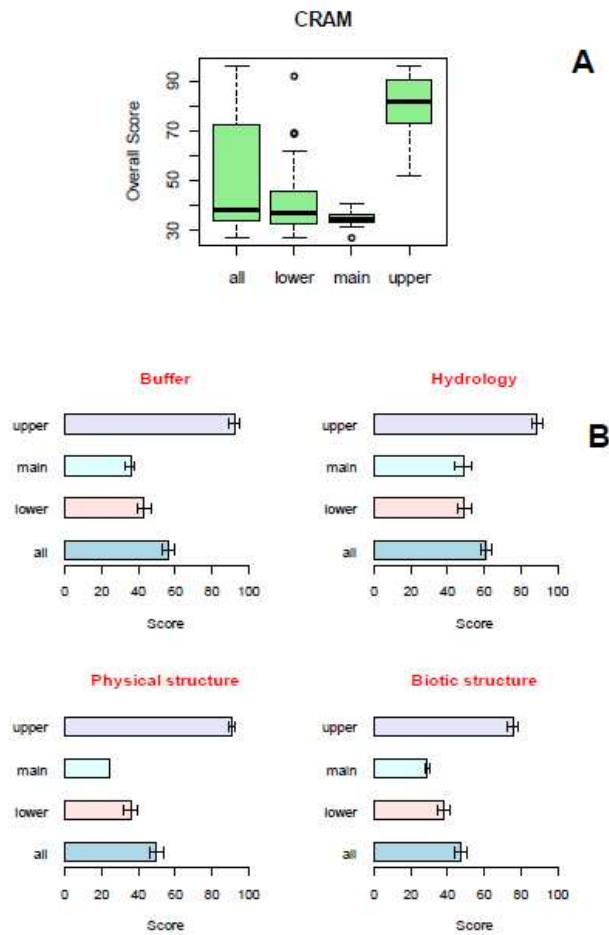 CRAM
A
Overall Score
90
70
50
30
all lower main upper
B
Buffer
upper
main
lower
all
0 20 40 60 80 100
Score
Hydrology
upper
main
lower
all
0 20 40 60 80 100
Score
Physical structure
upper
main
lower
all
0 20 40 60 80 100
Score
Biotic structure
upper
main
lower
all
0 20 40 60 80 100
Score